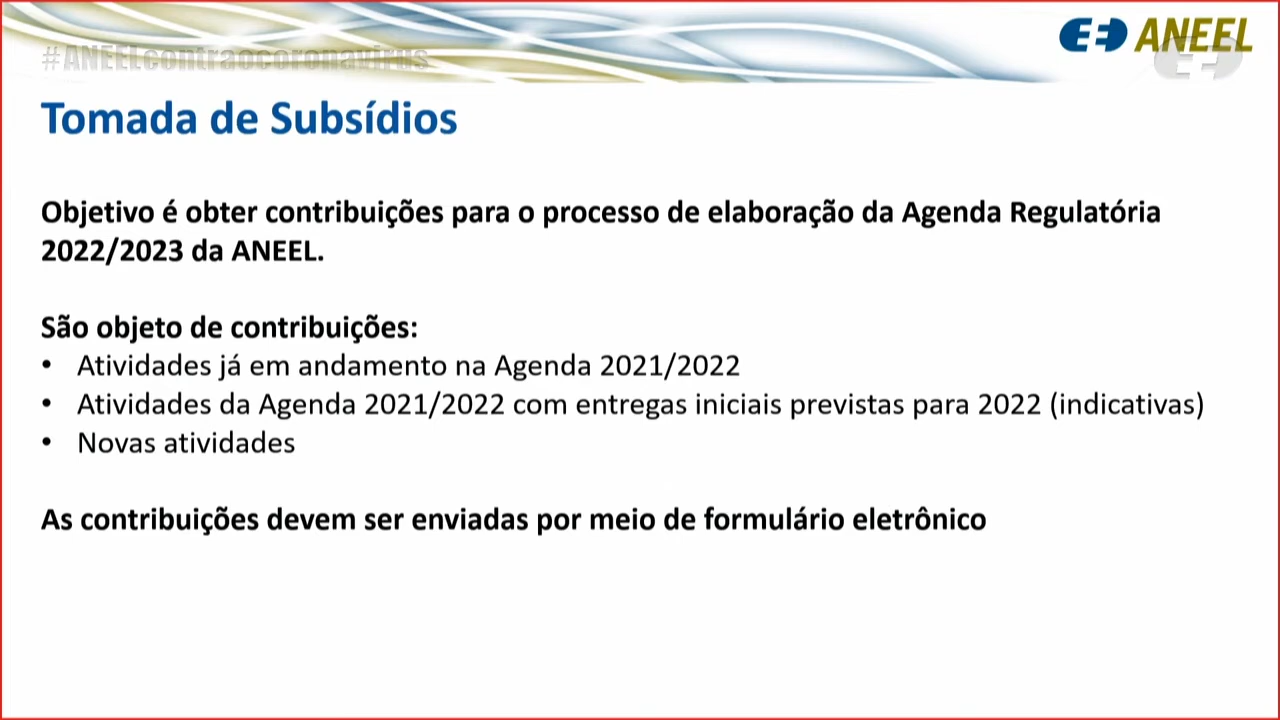 #ANEELcontraocoronavirus
ANEEL
Tomada de Subsídios
Objetivo é obter contribuições para o processo de elaboração da Agenda Regulatória
2022/2023 da ANEEL.
São objeto de contribuições:
• Atividades já em andamento na Agenda 2021/2022
• Atividades da Agenda 2021/2022 com entregas iniciais previstas para 2022 (indicativas)
• Novas atividades
As contribuições devem ser enviadas por meio de formulário eletrônico